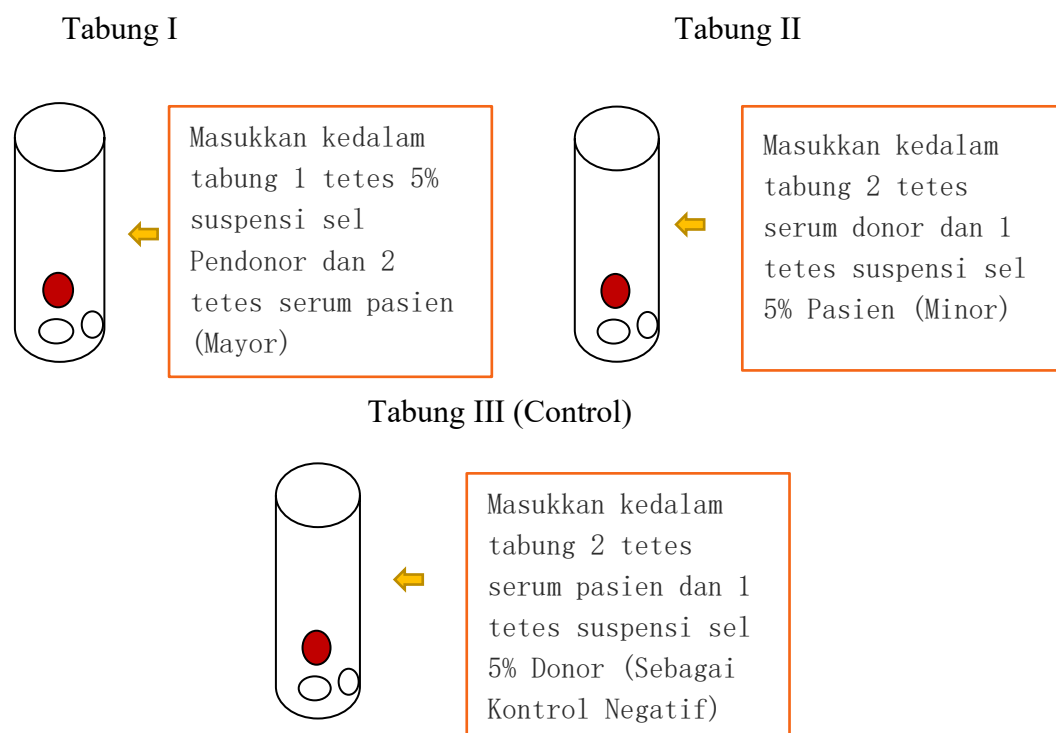 Tabung I
Tabung II
Masukkan kedalam
tabung 1 tetes 5%
suspensi sel
Pendonor dan 2
tetes serum pasien
(Mayor)
Masukkan kedalam
tabung 2 tetes
serum donor dan 1
tetes suspensi sel
5% Pasien (Minor)
Tabung III (Control)
Masukkan kedalam
tabung 2 tetes
serum pasien dan 1
tetes suspensi sel
5% Donor (Sebagai
Kontrol Negatif)